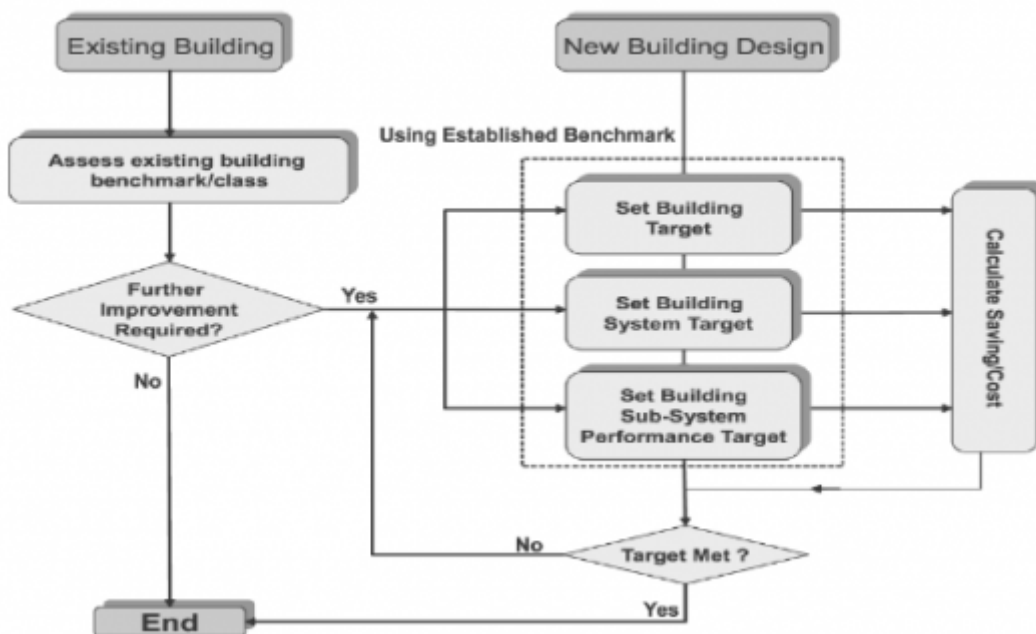 Existing Building
New Building Design
Using Established Benchmark
Assess existing building
benchmark/class
Set Building
Target
Calculate Saving/Cost
Further
Improvement
Required?
Yes
Set Building
System Target
No
Set Building
Sub-System
Performance Target
No
Target Met ?
Yes
End